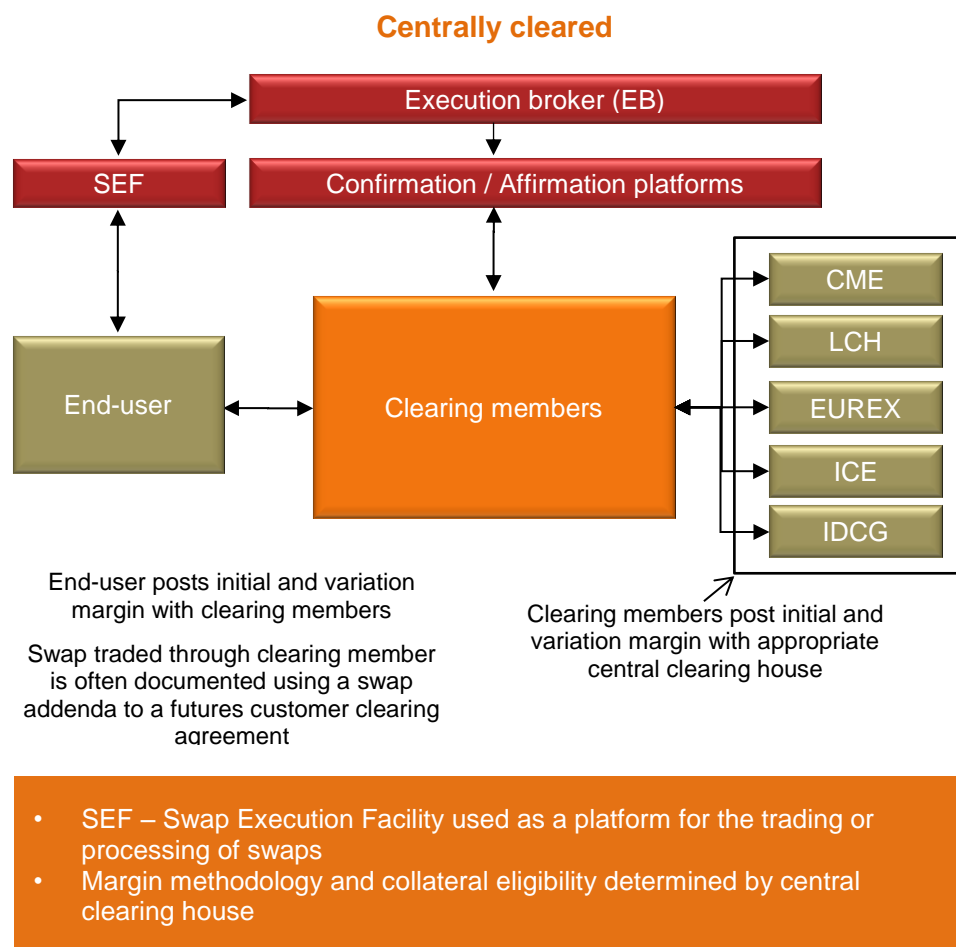 Centrally cleared
Execution broker (EB)
SEF
Confirmation / Affirmation platforms
CME
LCH
EUREX
ICE
IDCG
End-user
Clearing members
End-user posts initial and variation
margin with clearing members
Swap traded through clearing member
is often documented using a swap
addenda to a futures customer clearing
agreement
Clearing members post initial and
variation margin with appropriate
central clearing house
• SEF – Swap Execution Facility used as a platform for the trading or
processing of swaps
• Margin methodology and collateral eligibility determined by central
clearing house